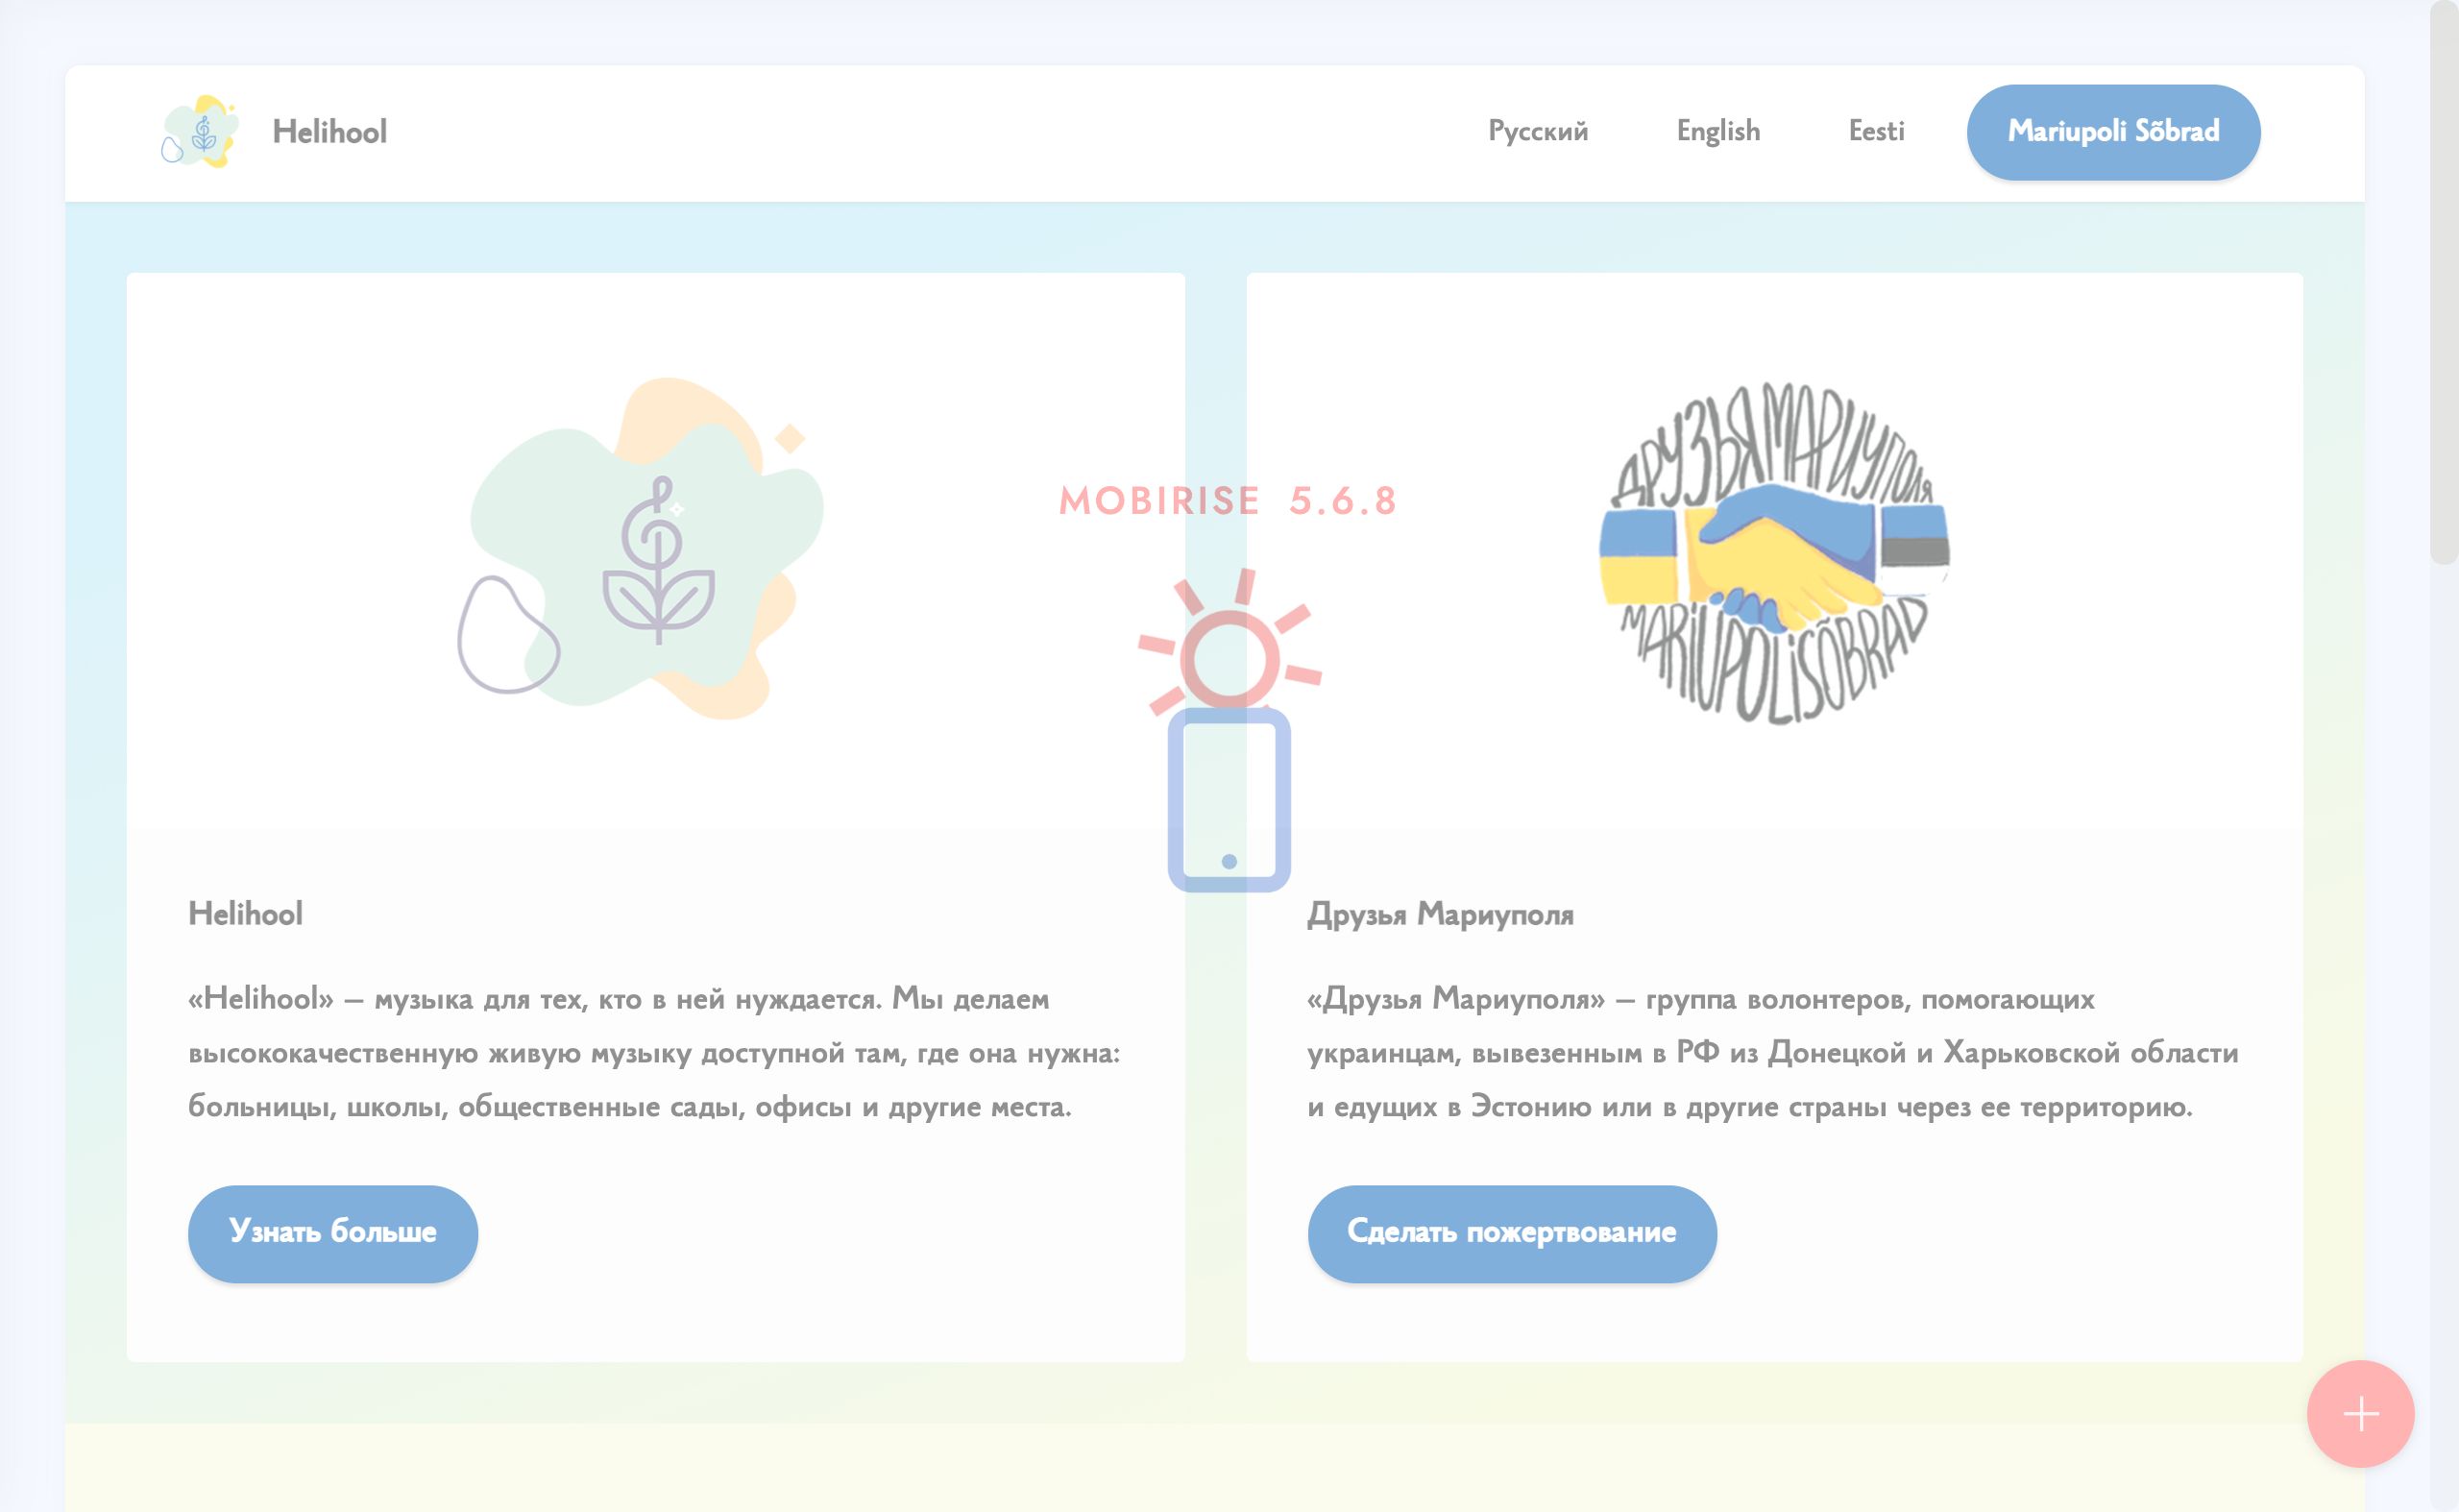 Helihool
Русский
English
Eesti
Mariupoli Sõbrad
MOBIRISE 5.6.8
ДРУЗЬЯ МАРИУПОЛЯ
MARiUPOLi SÕBRAD
Helihool
«Helihool» – музыка для тех, кто в ней нуждается. Мы делаем
высококачественную живую музыку доступной там, где она нужна:
больницы, школы, общественные сады, офисы и другие места.
Узнать больше
Друзья Мариуполя
«Друзья Мариуполя» – группа волонтеров, помогающих
украинцам, вывезенным в РФ из Донецкой и Харьковской области
и едущих в Эстонию или в другие страны через ее территорию.
Сделать пожертвование